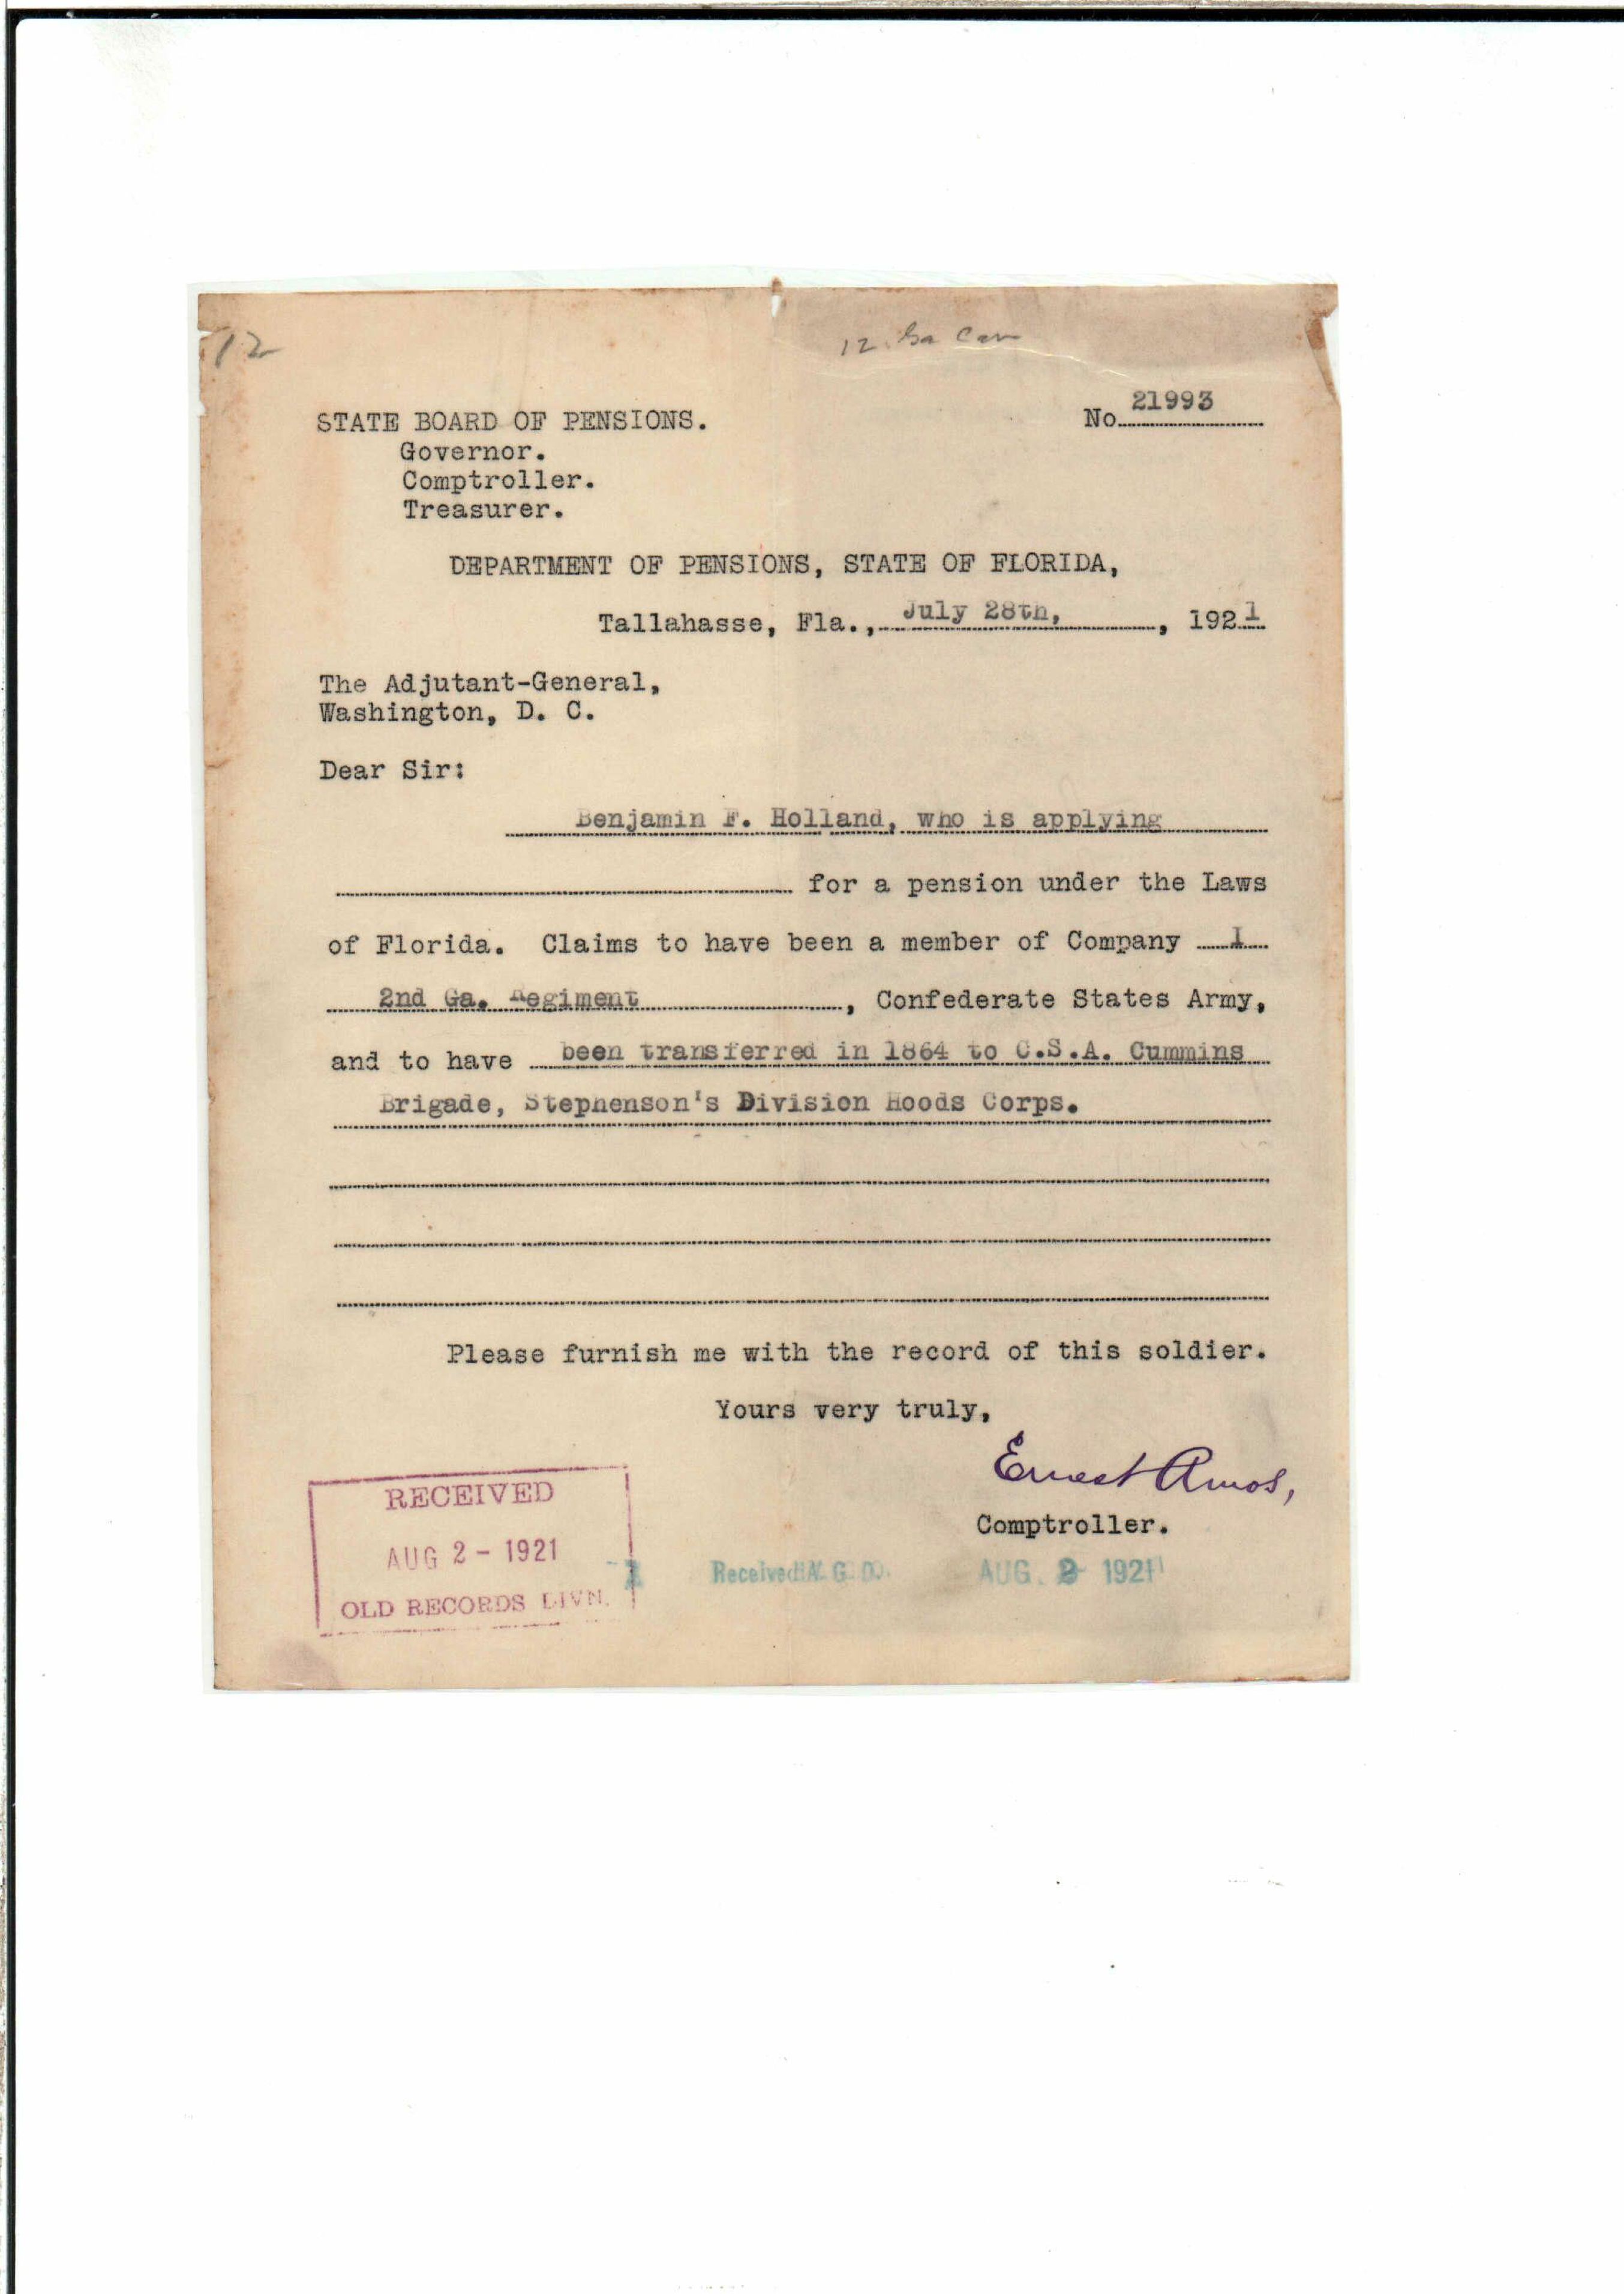 12
12 Ga Cav
No. 21993
STATE BOARD OF PENSIONS.
Governor.
Comptroller.
Treasurer.
DEPARTMENT OF PENSIONS, STATE OF FLORIDA,
Tallahasse, Fla., July 28th, , 1921
The Adjutant-General,
Washington, D. C.
Dear Sir:
Benjamin F. Holland, who is applying
for a pension under the Laws
of Florida. Claims to have been a member of Company I
2nd Ga. Regiment , Confederate States Army,
and to have been transferred in 1864 to C.S.A. Cummins
Brigade, Stephenson's Division Hoods Corps.
Please furnish me with the record of this soldier.
Yours very truly,
Ernest Amos,
Comptroller.
RECEIVED
AUG 2 - 1921
OLD RECORDS DIVN.
1 Received A. G. O. AUG. 2 1921